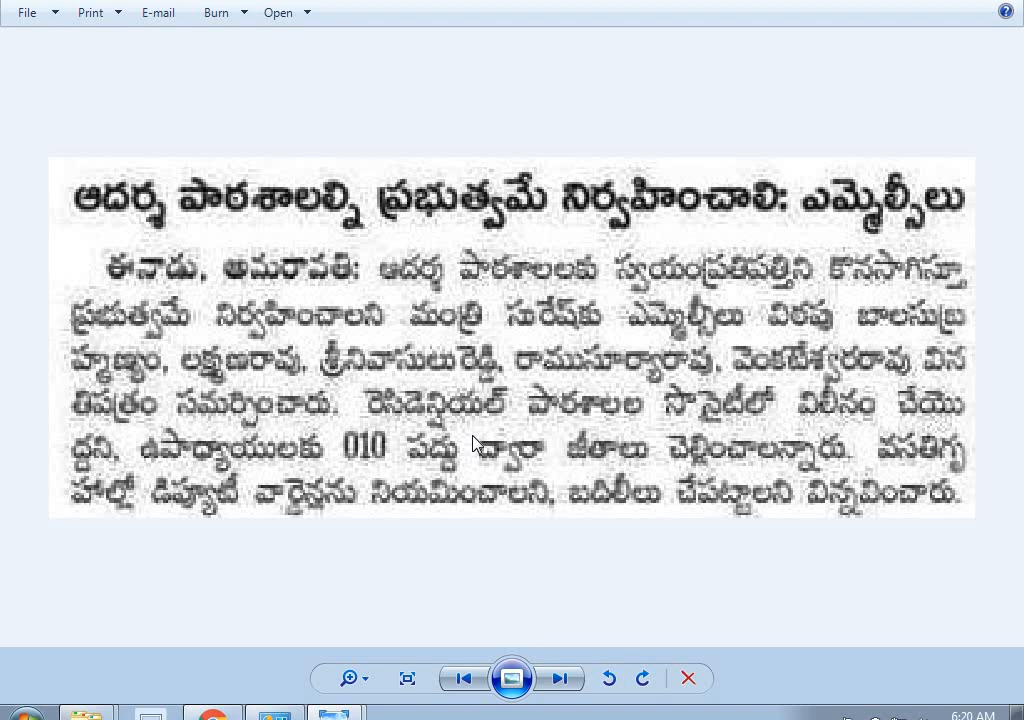 File Print E-mail Burn Open
ఆదర్శ పాఠశాలల్ని ప్రభుత్వమే నిర్వహించాలి: ఎమ్మెల్సీలు
ఈనాడు, అమరావతి: ఆదర్శ పాఠశాలలకు స్వయంప్రతిపత్తిని కొనసాగిస్తూ
ప్రభుత్వమే నిర్వహించాలని మంత్రి సురేష్‌కు ఎమ్మెల్సీలు విఠపు బాలసుబ్ర
హ్మణ్యం, లక్ష్మణరావు, శ్రీనివాసులురెడ్డి, రాముసూర్యారావు, వెంకటేశ్వరరావు విన
తిపత్రం సమర్పించారు. రెసిడెన్షియల్ పాఠశాలల సొసైటీలో విలీనం చేయొ
ద్దని, ఉపాధ్యాయులకు 010 పద్దు ద్వారా జీతాలు చెల్లించాలన్నారు. వసతిగృ
హాల్లో డిప్యూటీ వార్డెన్లను నియమించాలని, బదిలీలు చేపట్టాలని విన్నవించారు.
6:20 AM